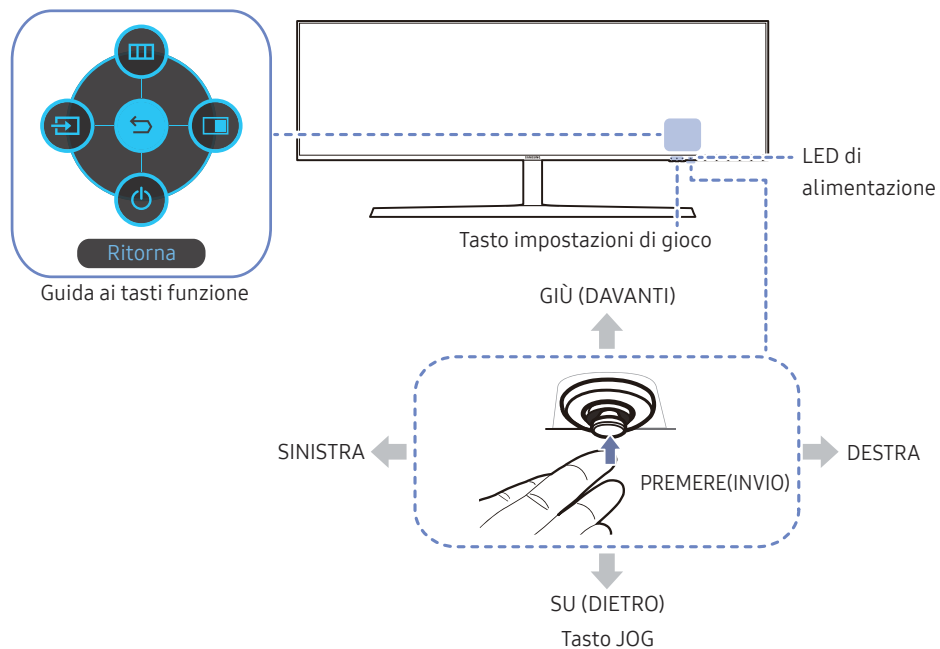 SAMSUNG
LED di
alimentazione
Tasto impostazioni di gioco
Ritorna
Guida ai tasti funzione
GIÙ (DAVANTI)
SINISTRA
DESTRA
PREMERE(INVIO)
SU (DIETRO)
Tasto JOG